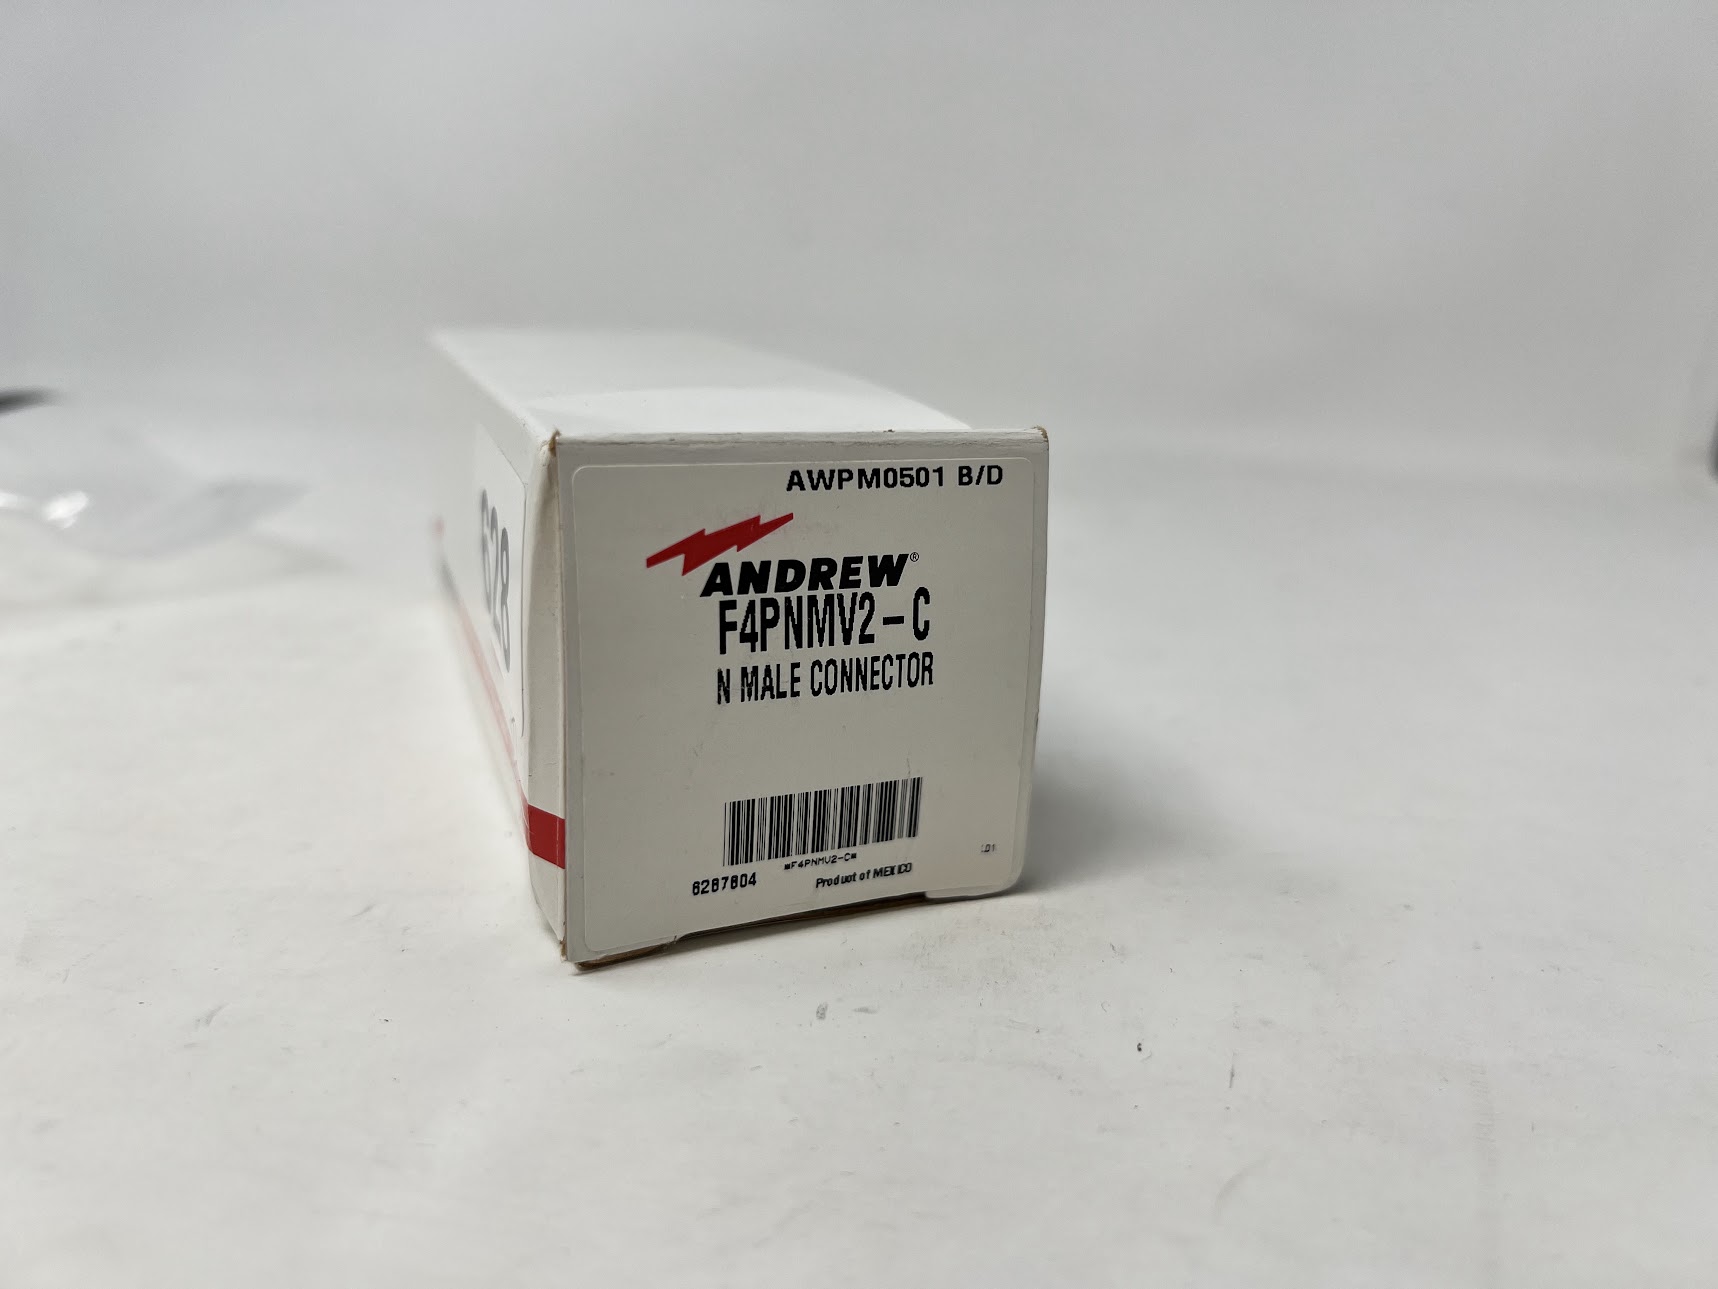 AWPM0501 B/D
ANDREW®
F4PNMV2-C
N MALE CONNECTOR
*F4PNMV2-C*
6287804
Product of MEXICO
628